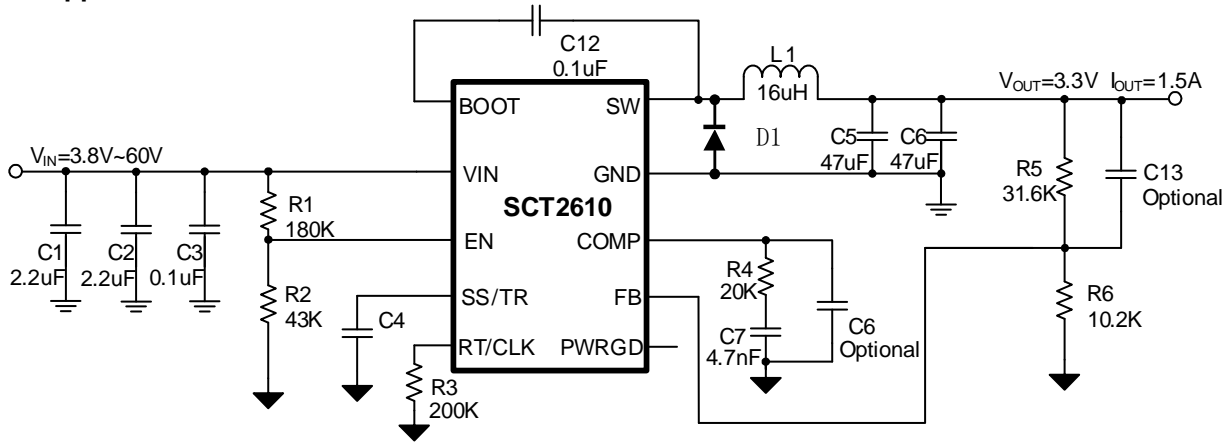 C12
0.1uF
L1
16uH
VOUT=3.3V IOUT=1.5A
BOOT
SW
D1
C5
47uF
C6
47uF
R5
31.6K
C13
Optional
VIN=3.8V~60V
VIN
GND
SCT2610
R1
180K
EN
COMP
C1
2.2uF
C2
2.2uF
C3
0.1uF
R2
43K
SS/TR
FB
R4
20K
C6
Optional
R6
10.2K
C4
RT/CLK
PWRGD
C7
4.7nF
R3
200K